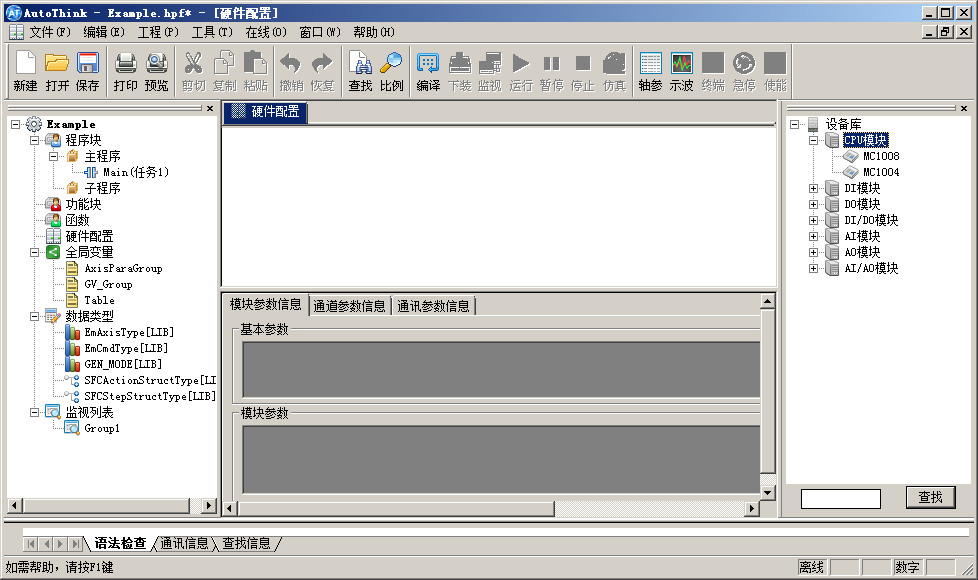 AutoThink - Example.hpf* - [硬件配置]
文件(F) 编辑(E) 工程(P) 工具(T) 在线(O) 窗口(W) 帮助(H)
新建 打开 保存 打印 预览 剪切 复制 粘贴 撤销 恢复 查找 比例 编译 下装 监视 运行 暂停 停止 仿真 轴参 示波 终端 急停 使能
Example
程序块
主程序
Main(任务1)
子程序
功能块
函数
硬件配置
全局变量
AxisParaGroup
GV_Group
Table
数据类型
EmAxisType[LIB]
EmCmdType[LIB]
GEN_MODE[LIB]
SFCActionStructType[LI
SFCStepStructType[LIB]
监视列表
Group1
硬件配置
模块参数信息 通道参数信息 通讯参数信息
基本参数
模块参数
设备库
CPU模块
MC1008
MC1004
DI模块
DO模块
DI/DO模块
AI模块
AO模块
AI/AO模块
查找
语法检查 通讯信息 查找信息
如需帮助，请按F1键
离线 数字